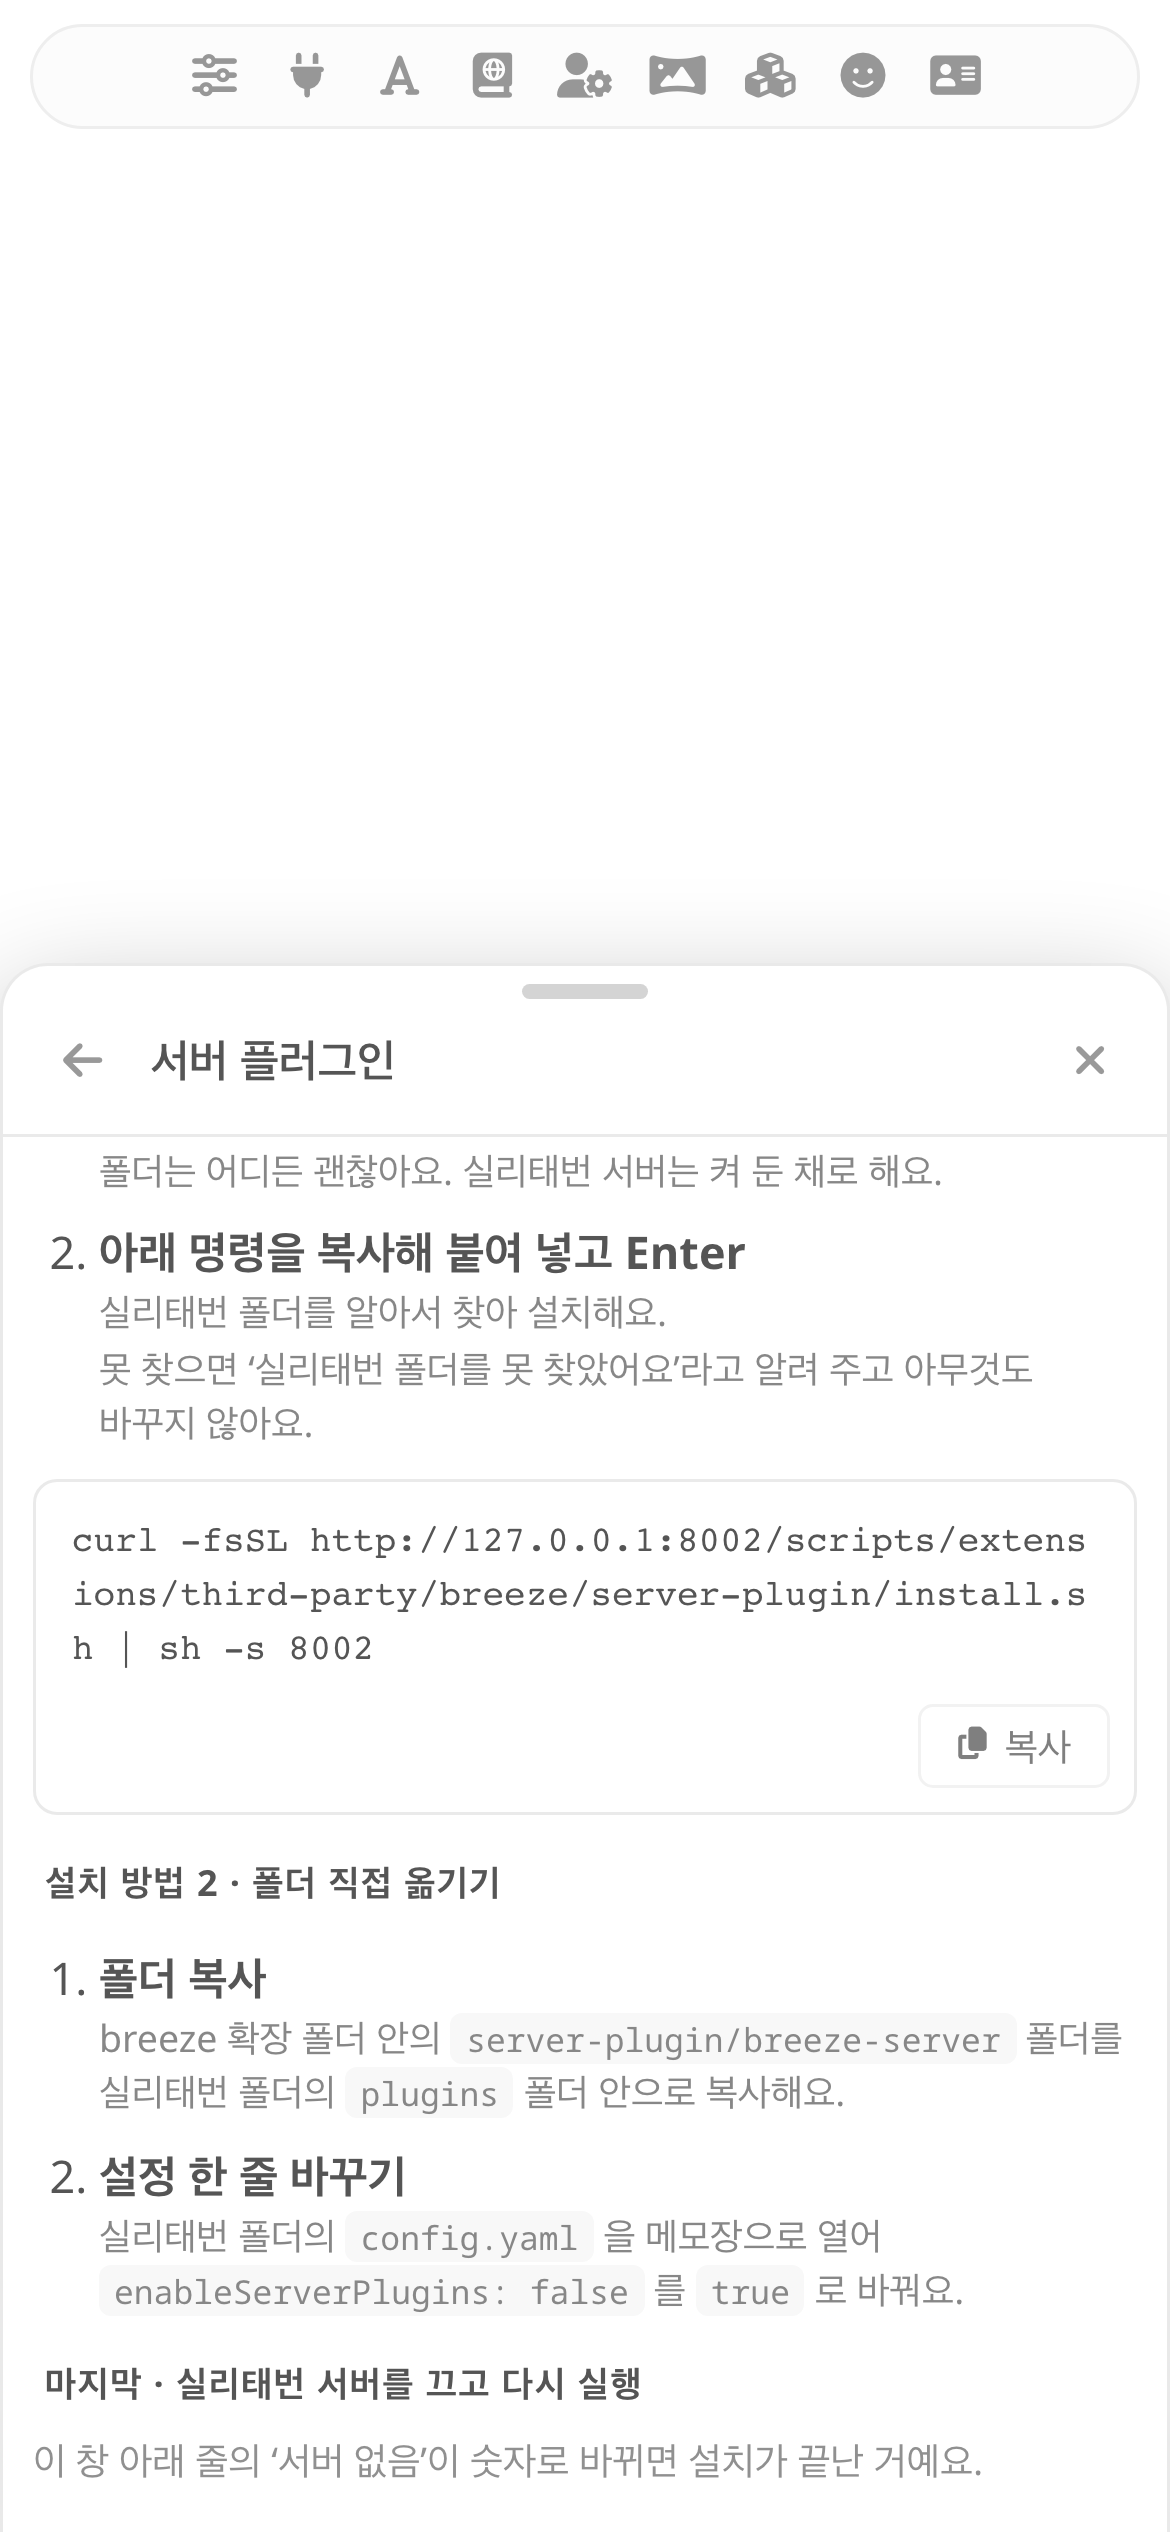 서버 플러그인
폴더는 어디든 괜찮아요. 실리태번 서버는 켜 둔 채로 해요.
2. 아래 명령을 복사해 붙여 넣고 Enter
실리태번 폴더를 알아서 찾아 설치해요.
못 찾으면 ‘실리태번 폴더를 못 찾았어요’라고 알려 주고 아무것도
바꾸지 않아요.
curl -fsSL http://127.0.0.1:8002/scripts/extens
ions/third-party/breeze/server-plugin/install.s
h | sh -s 8002
복사
설치 방법 2 · 폴더 직접 옮기기
1. 폴더 복사
breeze 확장 폴더 안의 server-plugin/breeze-server 폴더를
실리태번 폴더의 plugins 폴더 안으로 복사해요.
2. 설정 한 줄 바꾸기
실리태번 폴더의 config.yaml 을 메모장으로 열어
enableServerPlugins: false 를 true 로 바꿔요.
마지막 · 실리태번 서버를 끄고 다시 실행
이 창 아래 줄의 ‘서버 없음’이 숫자로 바뀌면 설치가 끝난 거예요.